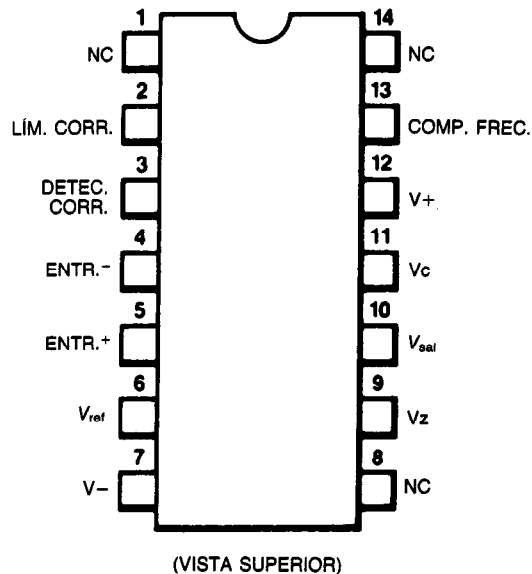 1
14
NC
NC
2
13
LÍM. CORR.
COMP. FREC.
3
12
DETEC.
CORR.
V+
4
11
ENTR.-
Vc
5
10
ENTR.+
Vsal
6
9
Vref
Vz
7
8
V-
NC
(VISTA SUPERIOR)